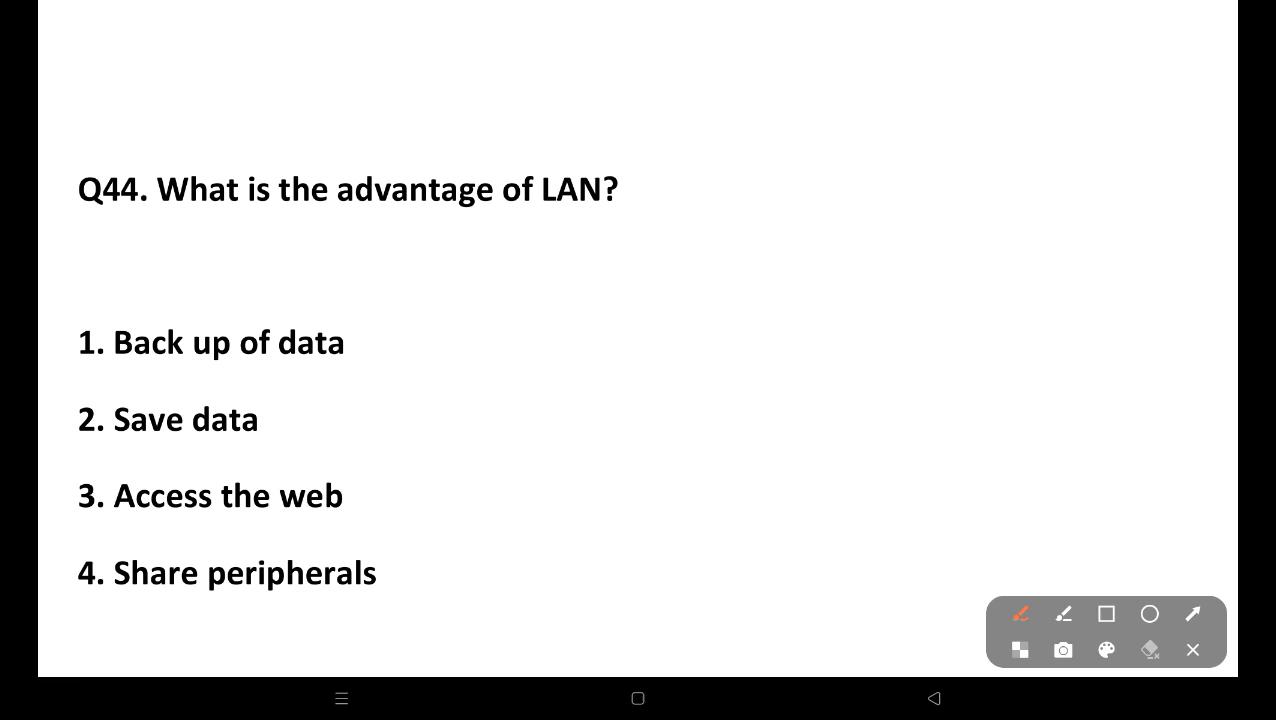 Q44. What is the advantage of LAN?
1. Back up of data
2. Save data
3. Access the web
4. Share peripherals